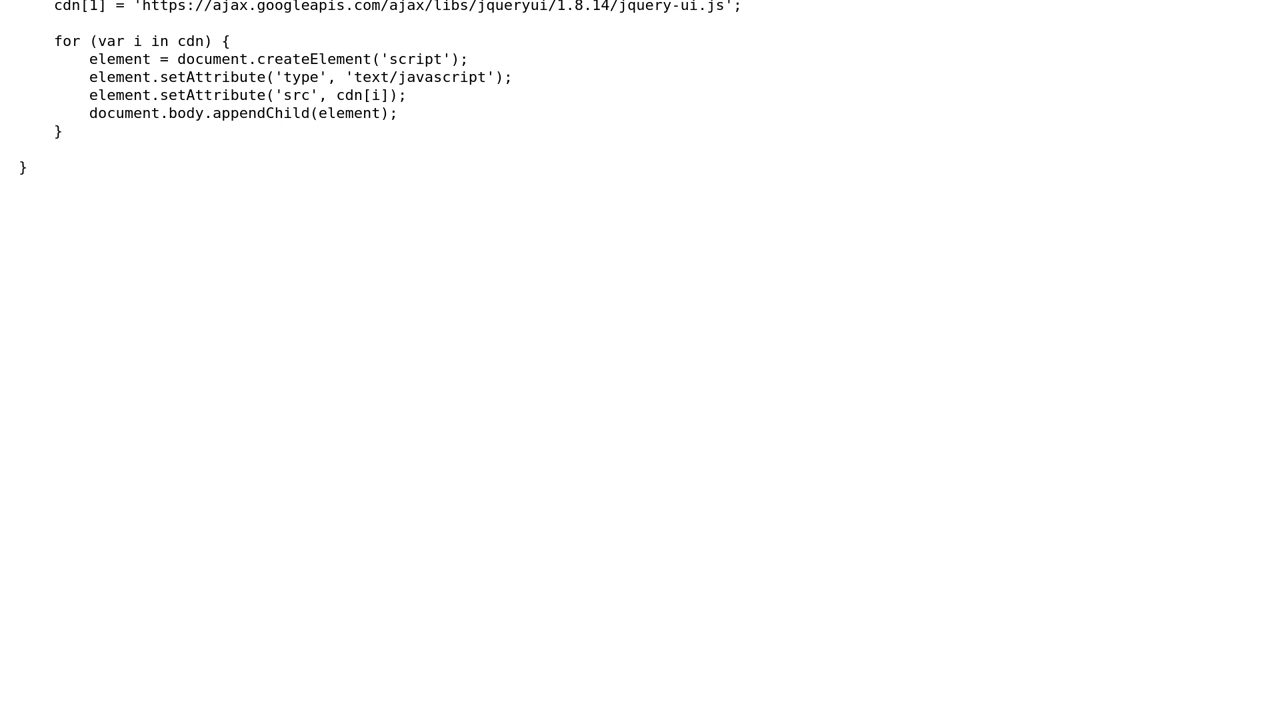 cdn[1] = 'https://ajax.googleapis.com/ajax/libs/jqueryui/1.8.14/jquery-ui.js';
for (var i in cdn) {
element = document.createElement('script');
element.setAttribute('type', 'text/javascript');
element.setAttribute('src', cdn[i]);
document.body.appendChild(element);
}
}